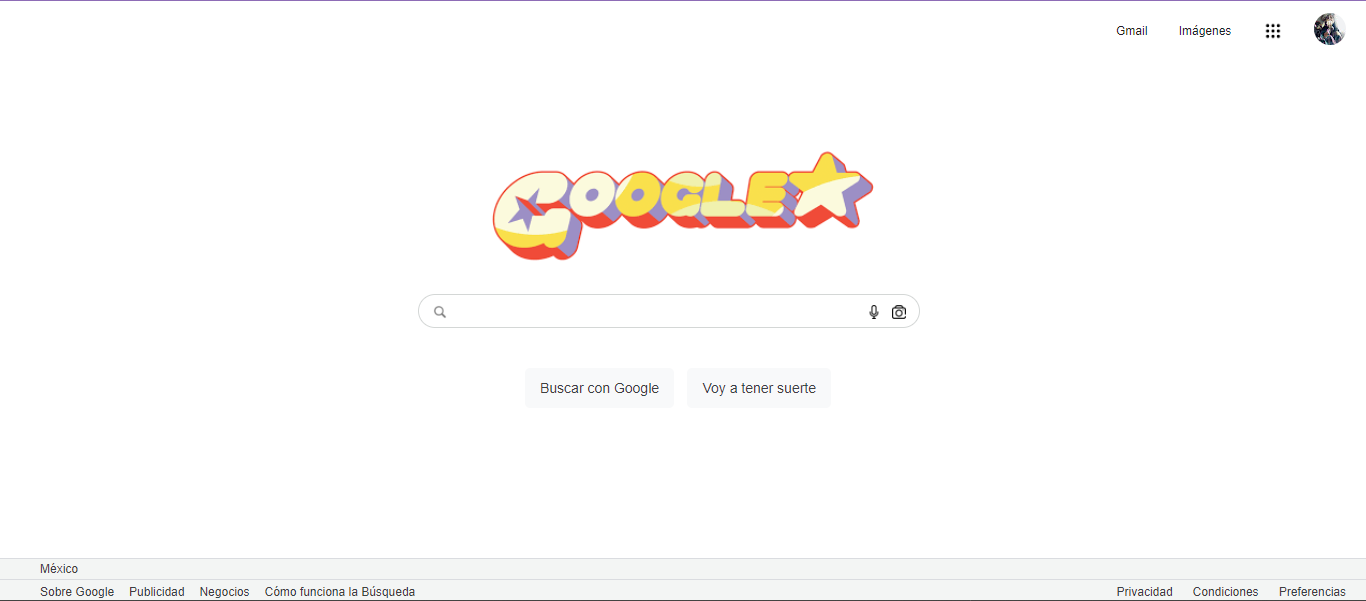 Gmail Imágenes
GOOGLE
Buscar con Google Voy a tener suerte
México
Sobre Google Publicidad Negocios Cómo funciona la Búsqueda Privacidad Condiciones Preferencias